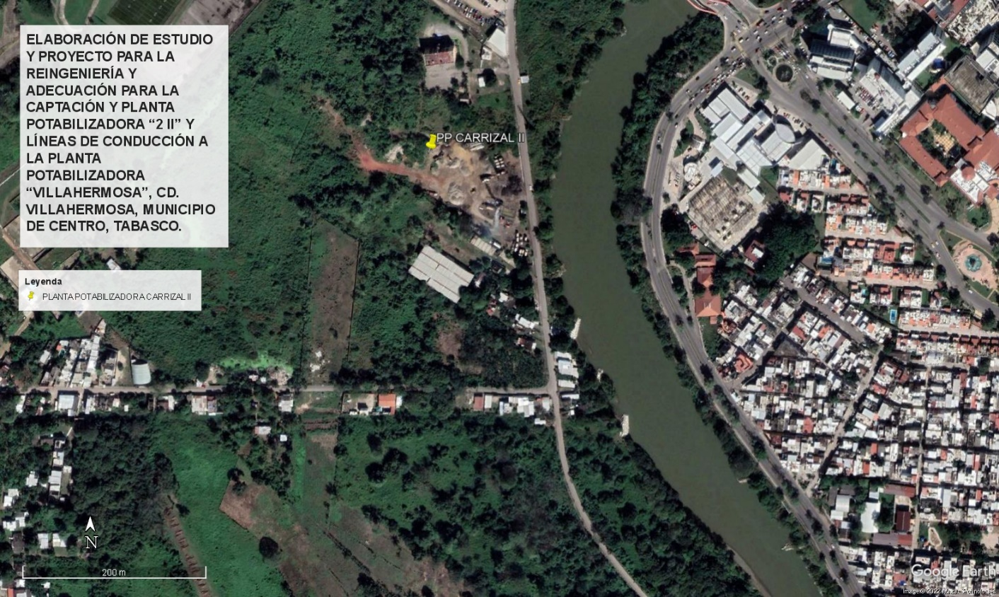 ELABORACIÓN DE ESTUDIO
Y PROYECTO PARA LA
REINGENIERÍA Y
ADECUACIÓN PARA LA
CAPTACIÓN Y PLANTA
POTABILIZADORA “2 II” Y
LÍNEAS DE CONDUCCIÓN A
LA PLANTA
POTABILIZADORA
“VILLAHERMOSA”, CD.
VILLAHERMOSA, MUNICIPIO
DE CENTRO, TABASCO.
PP CARRIZAL II
Leyenda
PLANTA POTABILIZADORA CARRIZAL II
N
200 m
Google Earth
Image © 2022 Maxar Technologies